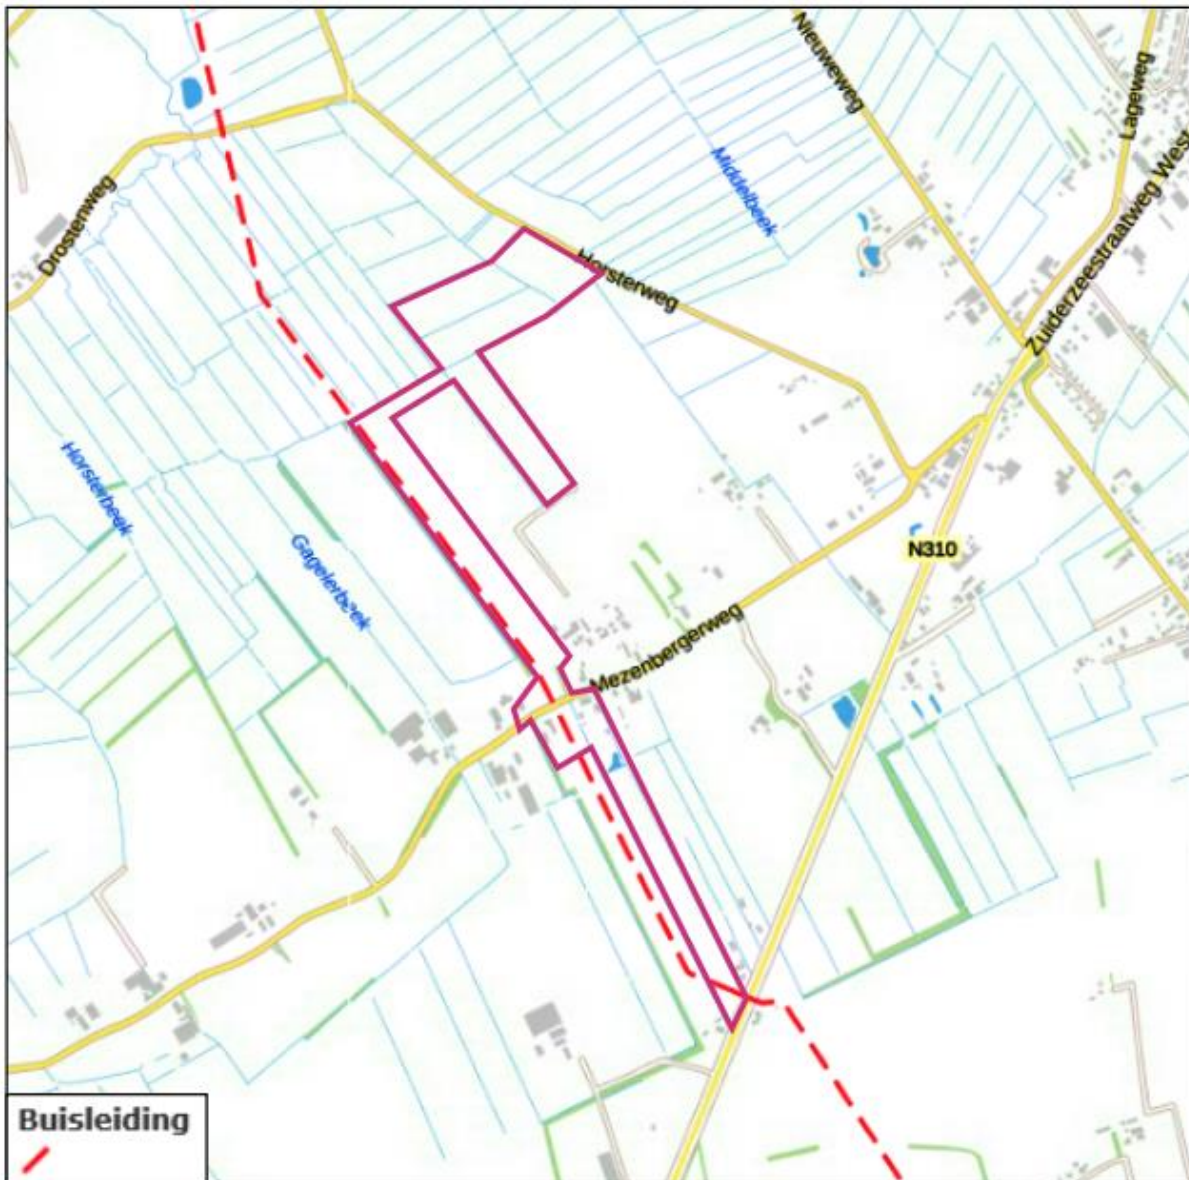 Nieuweweg
Lageweg
Middelbeek
Zuiderzeestraatweg West
Drostenweg
Horsterweg
Horsterbeek
Gagelerbeek
N310
Mezenbergerweg
Buisleiding